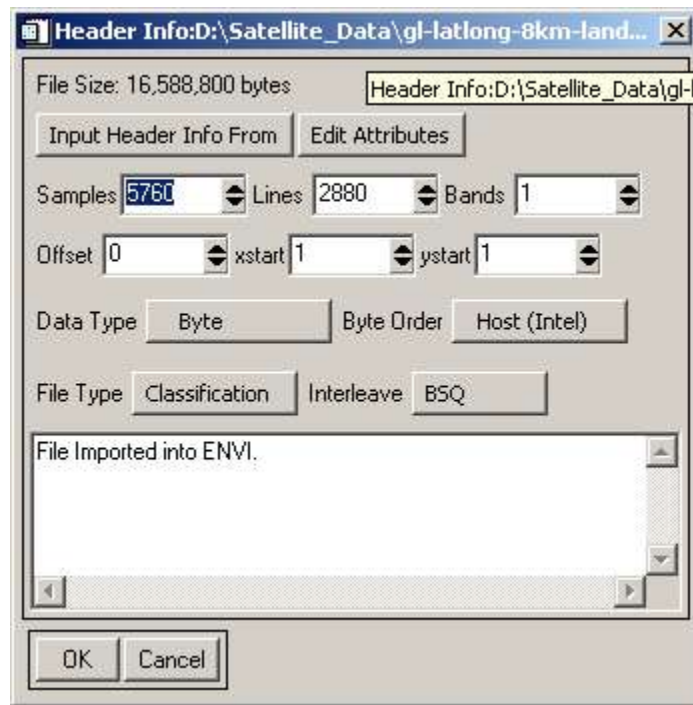 Header Info:D:\Satellite_Data\gl-latlong-8km-land...
File Size: 16,588,800 bytes
Header Info:D:\Satellite_Data\gl-
Input Header Info From Edit Attributes
Samples 5760 Lines 2880 Bands 1
Offset 0 xstart 1 ystart 1
Data Type Byte Byte Order Host (Intel)
File Type Classification Interleave BSQ
File Imported into ENVI.
OK Cancel